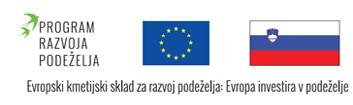 PROGRAM
RAZVOJA
PODEŽELJA
Evropski kmetijski sklad za razvoj podeželja: Evropa investira v podeželje